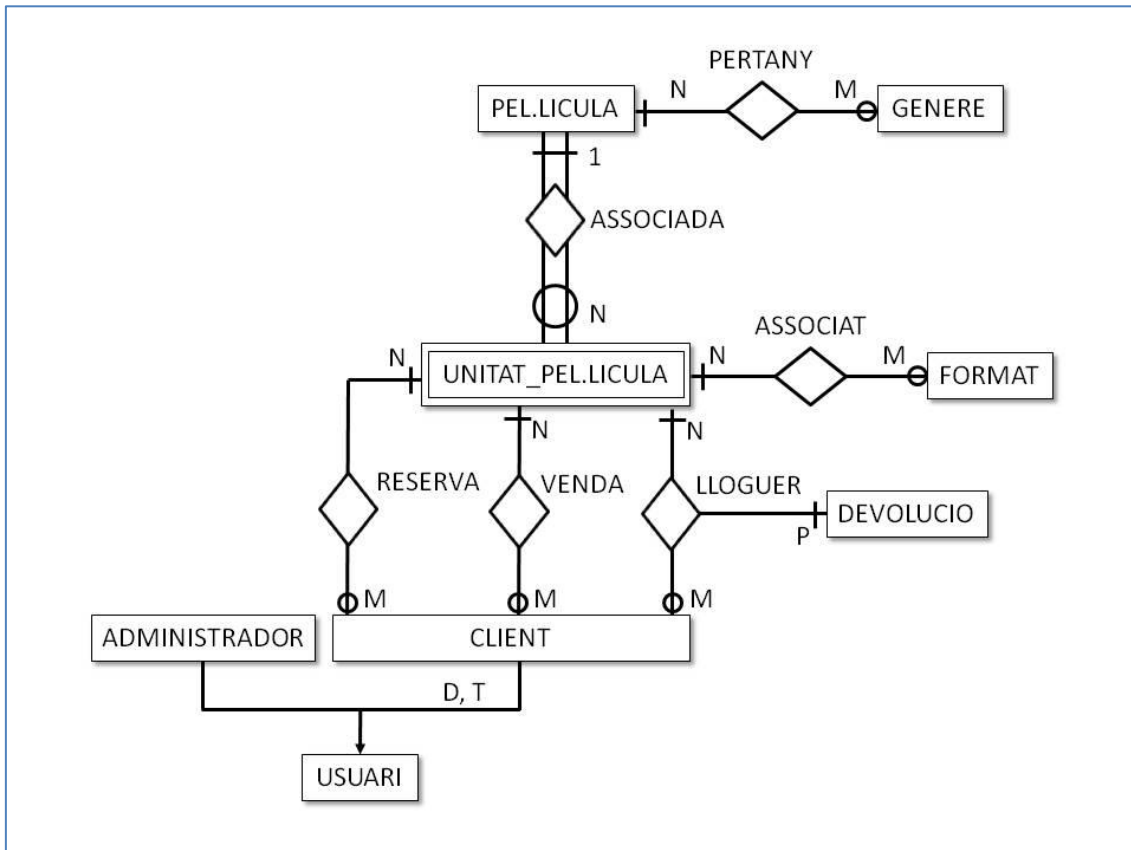 PERTANY
PEL.LICULA
N
M
GENERE
1
ASSOCIADA
N
ASSOCIAT
N
UNITAT_PEL.LICULA
N
M
FORMAT
N
N
RESERVA
VENDA
LLOGUER
DEVOLUCIO
P
M
M
M
ADMINISTRADOR
CLIENT
D, T
USUARI